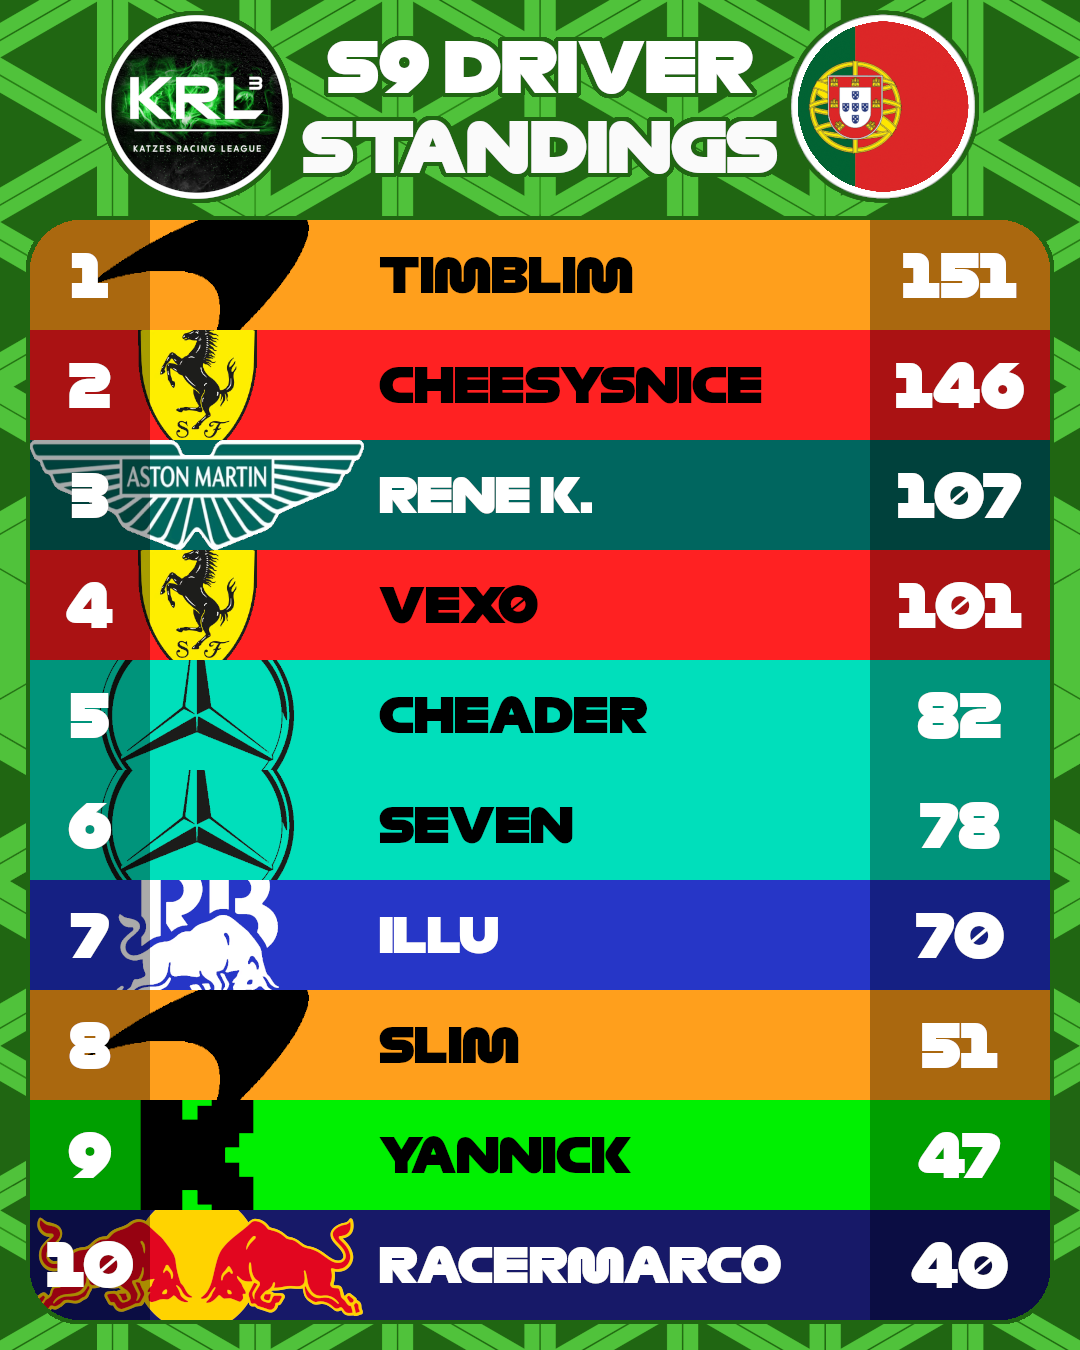 KRL3
KATZES RACING LEAGUE
S9 DRIVER
STANDINGS
1 TIMBLIM 151
S F
2 CHEESYSNICE 146
ASTON MARTIN
3 RENE K. 107
S F
4 VEXO 101
5 CHEADER 82
6 SEVEN 78
RB
7 ILLU 70
8 SLIM 51
9 YANNICK 47
10 RACERMARCO 40